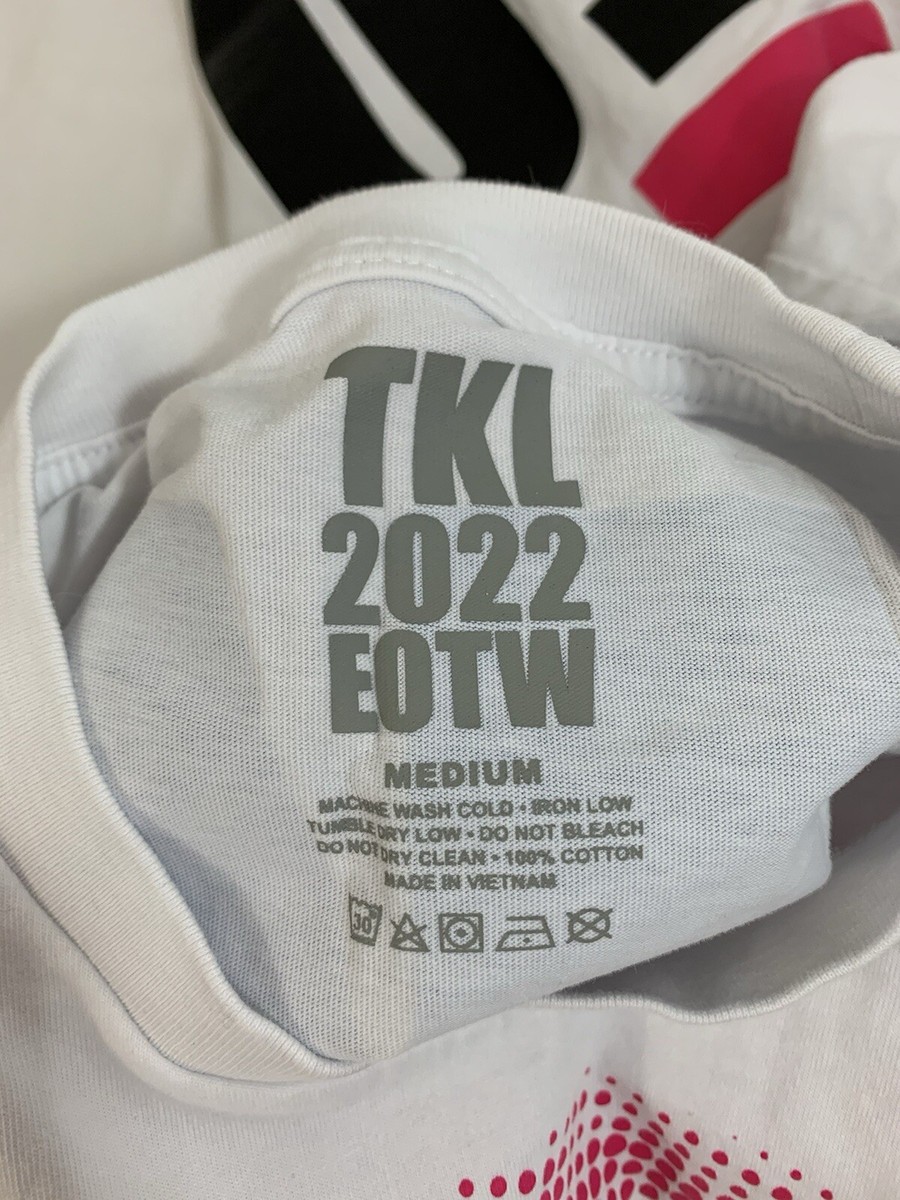 TKL
2022
EOTW
MEDIUM
MACHINE WASH COLD • IRON LOW
TUMBLE DRY LOW • DO NOT BLEACH
DO NOT DRY CLEAN • 100% COTTON
MADE IN VIETNAM
30°